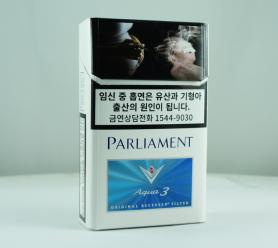 임신 중 흡연은 유산과 기형아
출산의 원인이 됩니다.
금연상담전화 1544-9030
PARLIAMENT
Aqua 3
ORIGINAL RECESSED FILTER